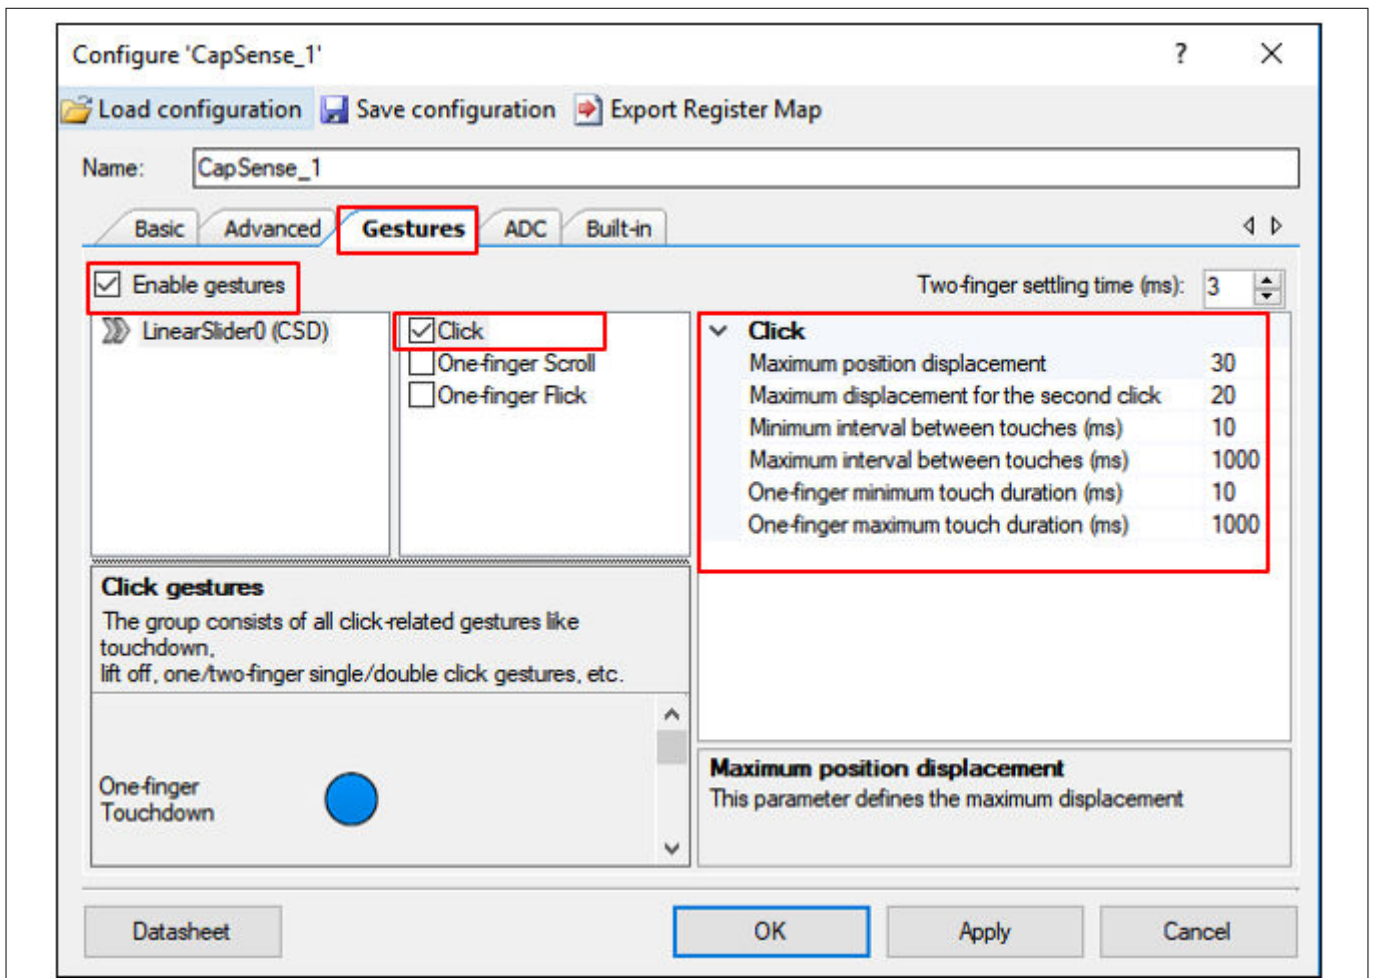 Configure 'CapSense_1'
?
Load configuration Save configuration Export Register Map
Name: CapSense_1
Basic Advanced Gestures ADC Built-in
Enable gestures
Two-finger settling time (ms): 3
LinearSlider0 (CSD)
Click
One-finger Scroll
One-finger Flick
Click
Maximum position displacement 30
Maximum displacement for the second click 20
Minimum interval between touches (ms) 10
Maximum interval between touches (ms) 1000
One-finger minimum touch duration (ms) 10
One-finger maximum touch duration (ms) 1000
Click gestures
The group consists of all click-related gestures like
touchdown,
lift off, one/two-finger single/double click gestures, etc.
One-finger
Touchdown
Maximum position displacement
This parameter defines the maximum displacement
Datasheet OK Apply Cancel